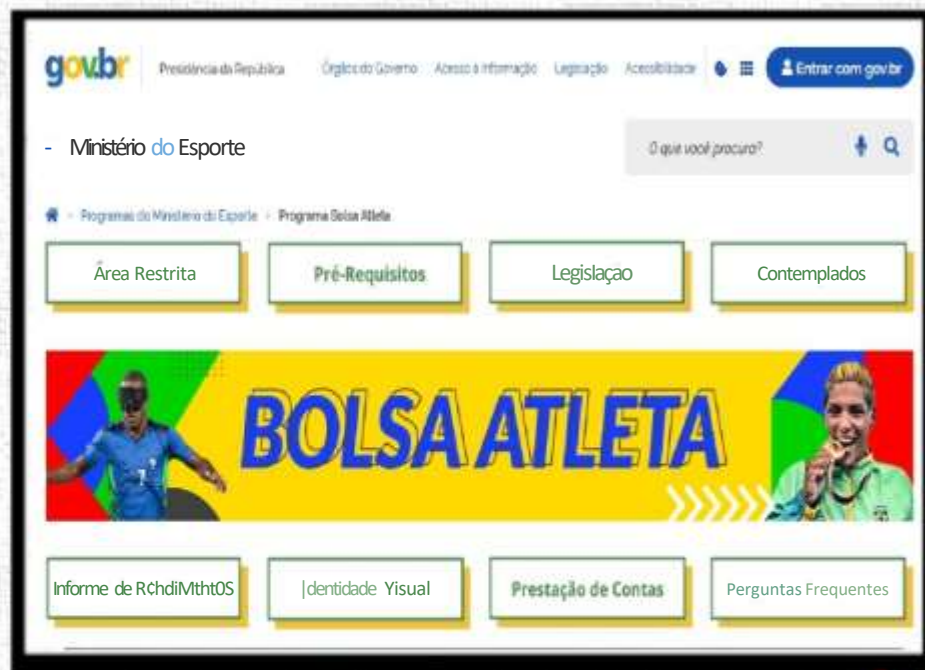 gov.br Presidência da República Órgãos do Governo Acesso à Informação Legislação Acessibilidade Entrar com gov.br
- Ministério do Esporte
O que você procura?
Programas do Ministério do Esporte Programa Bolsa Atleta
Área Restrita
Pré-Requisitos
Legislaçao
Contemplados
BOLSA ATLETA
7
Informe de R¢hdiMtht0S
|dentidade Yisual
Prestação de Contas
Perguntas Frequentes